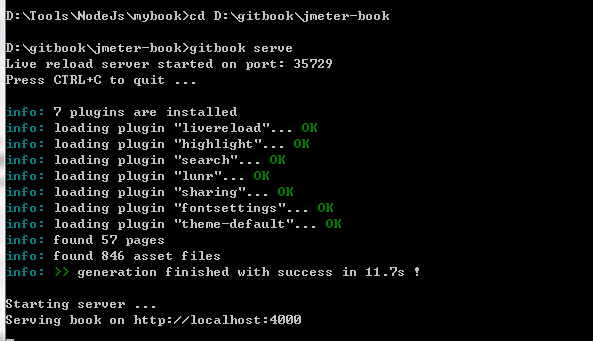 D:\Tools\NodeJs\mybook>cd D:\gitbook\jmeter-book
D:\gitbook\jmeter-book>gitbook serve
Live reload server started on port: 35729
Press CTRL+C to quit ...
info: 7 plugins are installed
info: loading plugin "livereload"... OK
info: loading plugin "highlight"... OK
info: loading plugin "search"... OK
info: loading plugin "lunr"... OK
info: loading plugin "sharing"... OK
info: loading plugin "fontsettings"... OK
info: loading plugin "theme-default"... OK
info: found 57 pages
info: found 846 asset files
info: >> generation finished with success in 11.7s !
Starting server ...
Serving book on http://localhost:4000